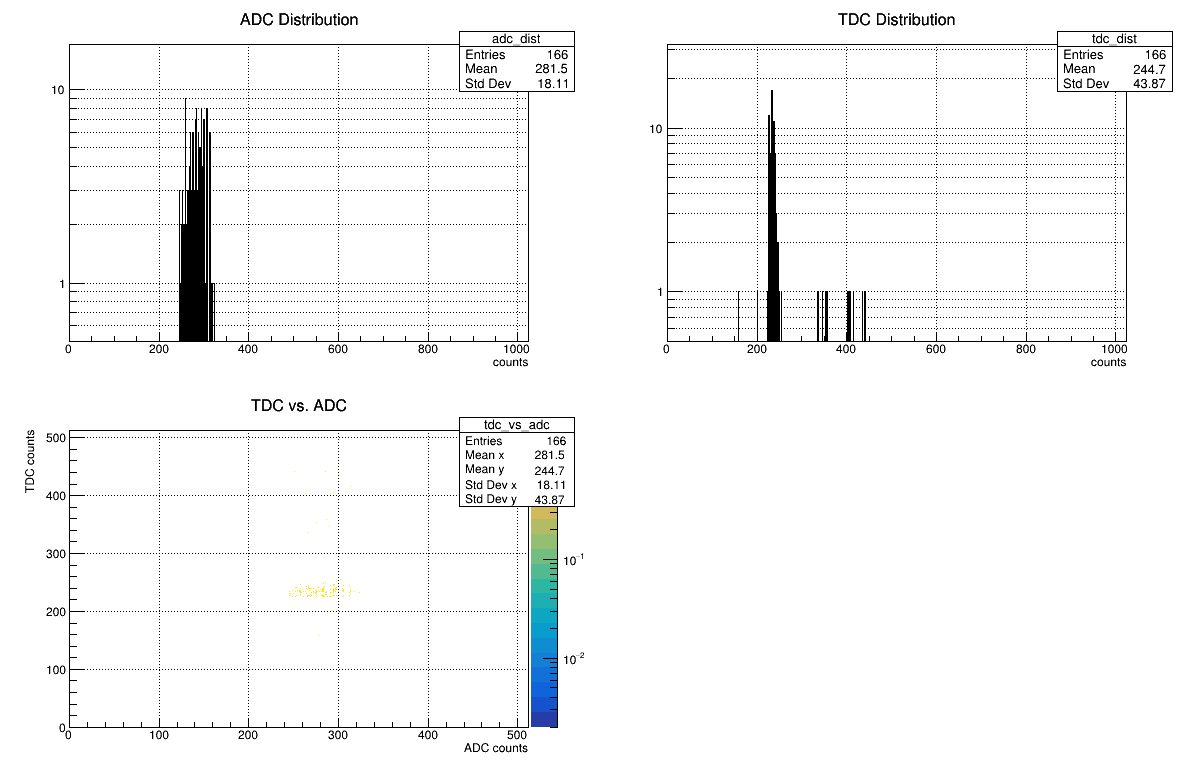 ADC Distribution
adc_dist
Entries 166
Mean 281.5
Std Dev 18.11
10
1
0 200 400 600 800 1000
counts
TDC Distribution
tdc_dist
Entries 166
Mean 244.7
Std Dev 43.87
10
1
0 200 400 600 800 1000
counts
TDC vs. ADC
tdc_vs_adc
Entries 166
Mean x 281.5
Mean y 244.7
Std Dev x 18.11
Std Dev y 43.87
TDC counts
500
400
300
200
100
0
0 100 200 300 400 500
ADC counts
10⁻¹
10⁻²